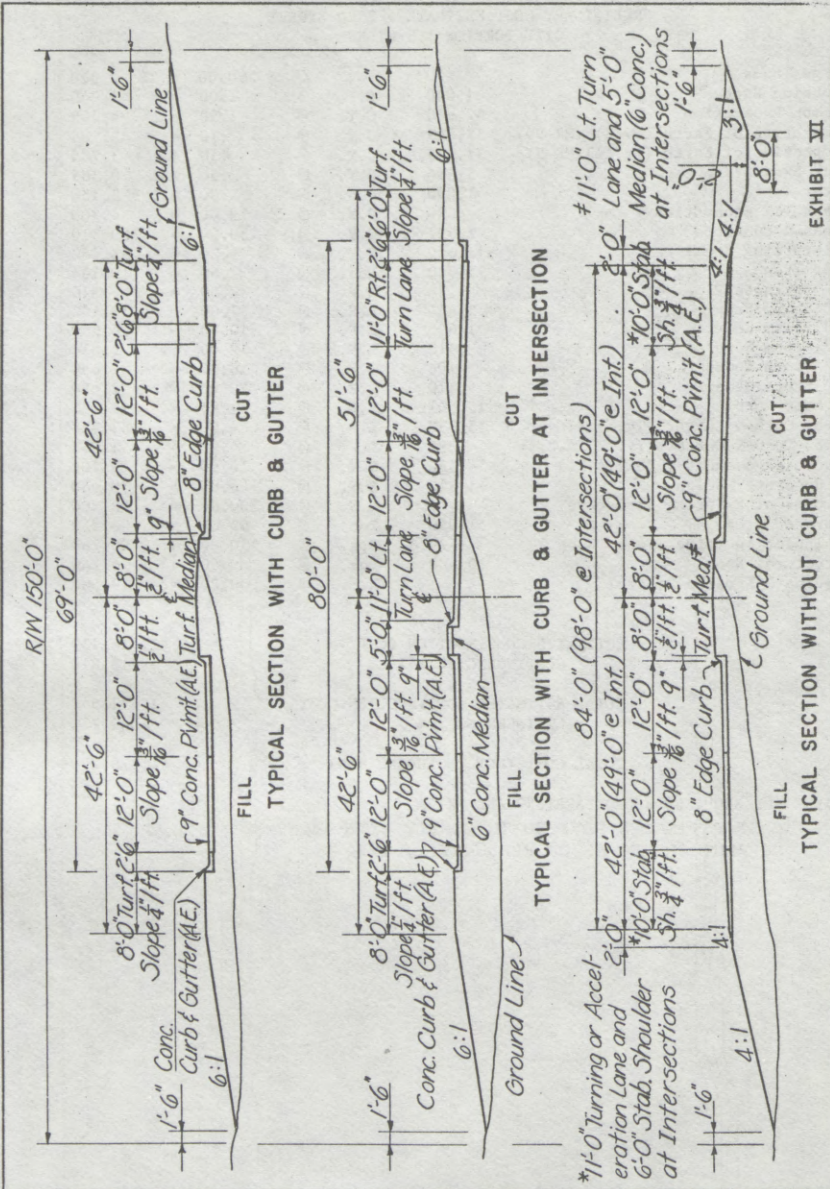 R/W 150'-0"
69'-0"
42'-6" 42'-6"
1'-6" 8'-0" Turf 2'-6" 12'-0" 12'-0" 8'-0" 8'-0" 12'-0" 12'-0" 2'-6" 8'-0" Turf 1'-6"
Slope 1/4"/ft. Slope 3/16"/ft. 1/2"/ft. 1/2"/ft. 9" Slope 3/16"/ft. Slope 1/4"/ft.
Conc. Curb & Gutter (A.E.)
9" Conc. Pvm't. (A.E.)
Turf Median
℄
8" Edge Curb
Ground Line
6:1 6:1
FILL CUT
TYPICAL SECTION WITH CURB & GUTTER
80'-0"
42'-6" 51'-6"
1'-6" 8'-0" Turf 2'-6" 12'-0" 12'-0" 5'-0" 11'-0" Lt. 12'-0" 12'-0" 11'-0" Rt. 2'-6" 6'-0" Turf 1'-6"
Slope 1/4"/ft. Slope 3/16"/ft. 9" Turn Lane Slope 3/16"/ft. Turn Lane Slope 1/4"/ft.
Conc. Curb & Gutter (A.E.)
9" Conc. Pvm't. (A.E.)
℄
8" Edge Curb
6:1 6:1
6" Conc. Median
Ground Line
FILL CUT
TYPICAL SECTION WITH CURB & GUTTER AT INTERSECTION
84'-0" (98'-0" @ Intersections)
2'-0" 42'-0" (49'-0" @ Int.) 42'-0" (49'-0" @ Int.) 2'-0"
*10'-0" Stab. 12'-0" 12'-0" 8'-0" 8'-0" 12'-0" 12'-0" *10'-0" Stab.
Sh. 3/4"/ft. Slope 3/16"/ft. 9" 1/2"/ft. 1/2"/ft. Slope 3/16"/ft. Sh. 3/4"/ft.
*11'-0" Turning or Accel-
eration Lane and
6'-0" Stab. Shoulder
at Intersections
‡11'-0" Lt. Turn
Lane and 5'-0"
Median (6" Conc.)
at Intersections
1'-6" 4:1 4:1
8" Edge Curb
Turf Med.‡
9" Conc. Pvm't. (A.E.)
4:1 4:1 3:1 1'-6"
8'-0"
Ground Line
FILL CUT
TYPICAL SECTION WITHOUT CURB & GUTTER
EXHIBIT VI